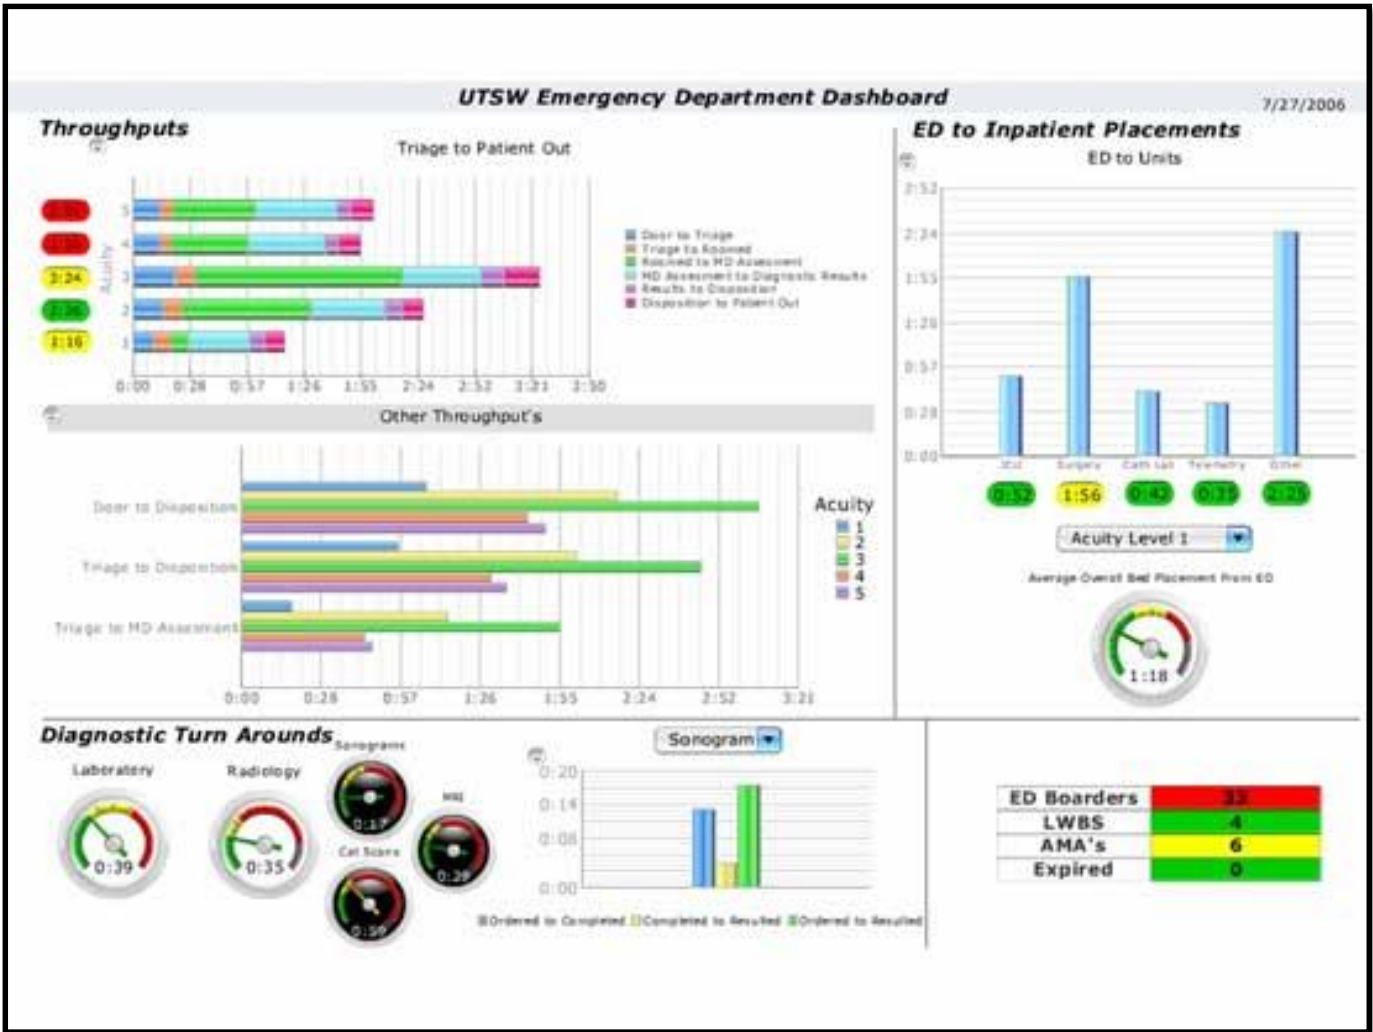 UTSW Emergency Department Dashboard
7/27/2006
Throughputs
Triage to Patient Out
5
4
3:24
3
2:26
2
1:16
1
Acuity
0:00 0:28 0:57 1:26 1:55 2:24 2:52 3:21 3:50
Door to Triage
Triage to Roomed
Roomed to MD Assesment
MD Assesment to Diagnostic Results
Results to Disposition
Disposition to Patient Out
Other Throughput's
Door to Disposition
Triage to Disposition
Triage to MD Assesment
0:00 0:28 0:57 1:26 1:55 2:24 2:52 3:21
Acuity
1
2
3
4
5
ED to Inpatient Placements
ED to Units
2:52
2:24
1:55
1:26
0:57
0:28
0:00
ICU Surgery Cath Lab Telemetry Other
0:52 1:56 0:42 0:35 2:25
Acuity Level 1
Average Overall Bed Placement From ED
1:18
Diagnostic Turn Arounds
Laboratory
0:39
Radiology
0:35
Sonograms
0:17
MRI
0:29
Cat Scans
0:59
Sonogram
0:20
0:14
0:08
0:00
Ordered to Completed Completed to Resulted Ordered to Resulted
ED Boarders 33
LWBS 4
AMA's 6
Expired 0